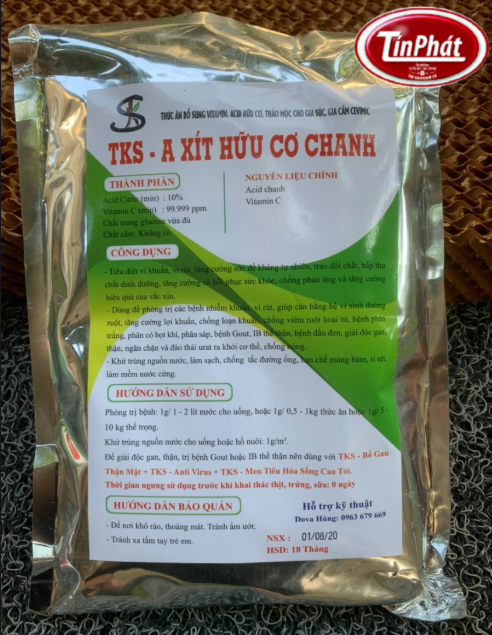 TínPhát
TỰ NHIÊN & TỪ
THỨC ĂN BỔ SUNG VITAMIN, ACID HỮU CƠ, THẢO MỘC CHO GIA SÚC, GIA CẦM CEVIMIC
TKS - A XÍT HỮU CƠ CHANH
THÀNH PHẦN
Acid Citric (min) : 10%
Vitamin C (min) : 99.999 ppm
Chất mang glucose vừa đủ
Chất cấm: Không có
NGUYÊN LIỆU CHÍNH
Acid chanh
Vitamin C
CÔNG DỤNG
- Tiêu diệt vi khuẩn, vi rút, tăng cường sức đề kháng tự nhiên, trao đổi chất, hấp thu
chất dinh dưỡng, tăng cường và hồi phục sức khỏe, chống phản ứng và tăng cường
hiệu quả của vắc xin.
- Dùng để phòng trị các bệnh nhiễm khuẩn, vi rút, giúp cân bằng hệ vi sinh đường
ruột, tăng cường lợi khuẩn, chống loạn khuẩn, chống viêm ruột hoại tử, bệnh phân
trắng, phân có bọt khí, phân sáp, bệnh Gout, IB thể thận, bệnh đầu đen, giải độc gan,
thận, ngăn chặn và đào thải urat ra khỏi cơ thể, chống nóng.
- Khử trùng nguồn nước, làm sạch, chống tắc đường ống, hạn chế mảng bám, rỉ sét,
làm mềm nước cứng.
HƯỚNG DẪN SỬ DỤNG
Phòng trị bệnh: 1g/ 1 - 2 lít nước cho uống, hoặc 1g/ 0,5 - 1kg thức ăn hoặc 1g/ 5 -
10 kg thể trọng.
Khử trùng nguồn nước cho uống hoặc hồ nuôi: 1g/m³.
Để giải độc gan, thận, trị bệnh Gout hoặc IB thể thận nên dùng với TKS - Bổ Gan
Thận Mật + TKS - Anti Virus + TKS - Men Tiêu Hóa Sống Cao Tỏi.
Thời gian ngưng sử dụng trước khi khai thác thịt, trứng, sữa: 0 ngày
HƯỚNG DẪN BẢO QUẢN
- Để nơi khô ráo, thoáng mát. Tránh ẩm ướt.
- Tránh xa tầm tay trẻ em.
Hỗ trợ kỹ thuật
Dova Hùng: 0963 679 669
NSX : 01/08/20
HSD: 18 Tháng